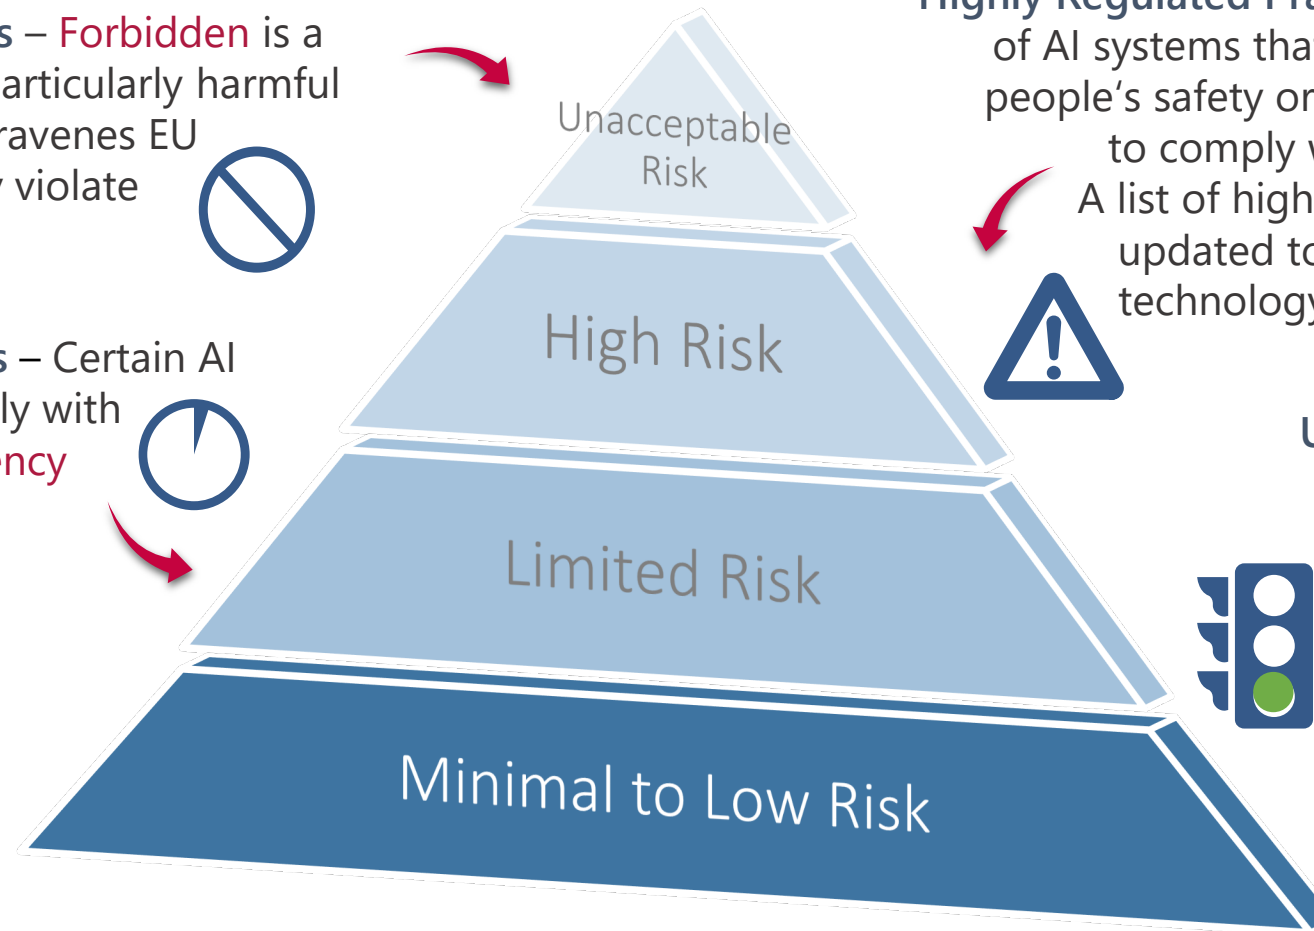 s – Forbidden is a
articularly harmful
ravenes EU
y violate
s – Certain AI
ly with
ency
Unacceptable
Risk
High Risk
Limited Risk
Minimal to Low Risk
of AI systems tha
people‘s safety or
to comply
A list of high
updated to
technology
U